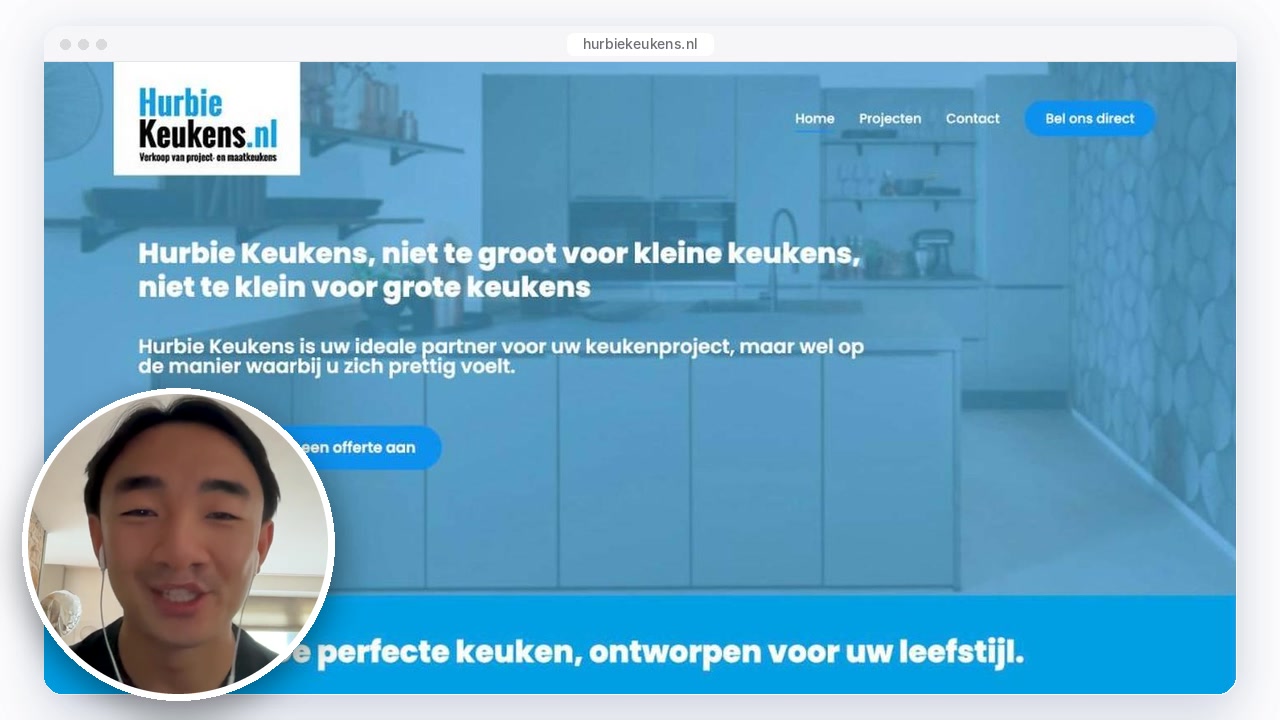 hurbiekeukens.nl
Hurbie
Keukens.nl
Verkoop van project- en maatkeukens
Home Projecten Contact Bel ons direct
Hurbie Keukens, niet te groot voor kleine keukens,
niet te klein voor grote keukens
Hurbie Keukens is uw ideale partner voor uw keukenproject, maar wel op
de manier waarbij u zich prettig voelt.
een offerte aan
perfecte keuken, ontworpen voor uw leefstijl.